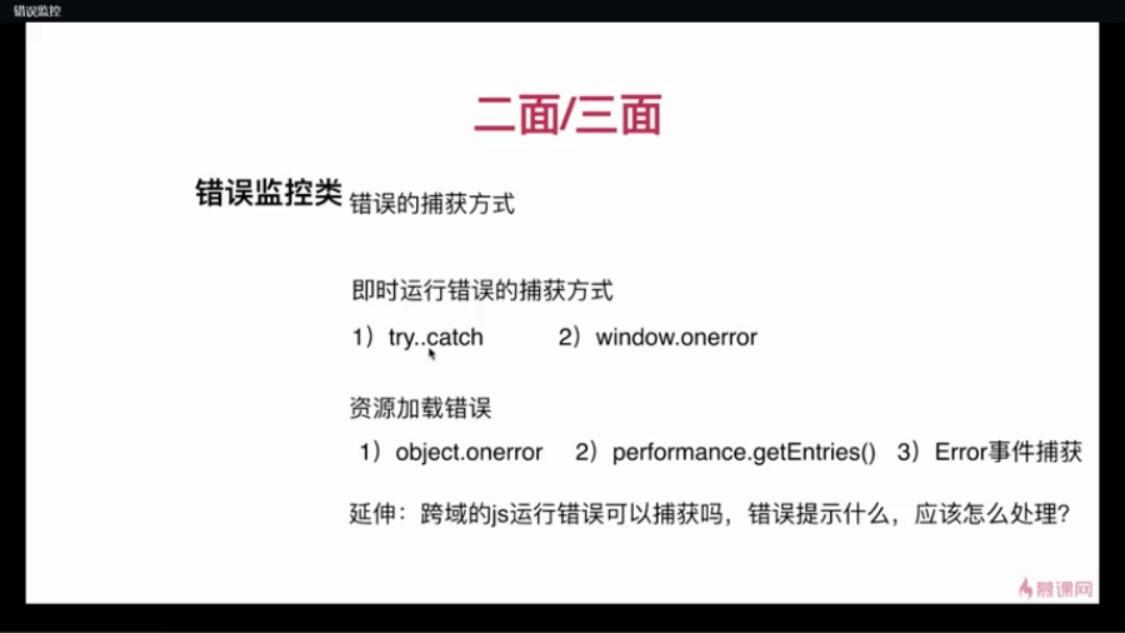 错误监控
二面/三面
错误监控类 错误的捕获方式
即时运行错误的捕获方式
1）try..catch 2）window.onerror
资源加载错误
1）object.onerror 2）performance.getEntries() 3）Error事件捕获
延伸：跨域的js运行错误可以捕获吗，错误提示什么，应该怎么处理？
慕课网